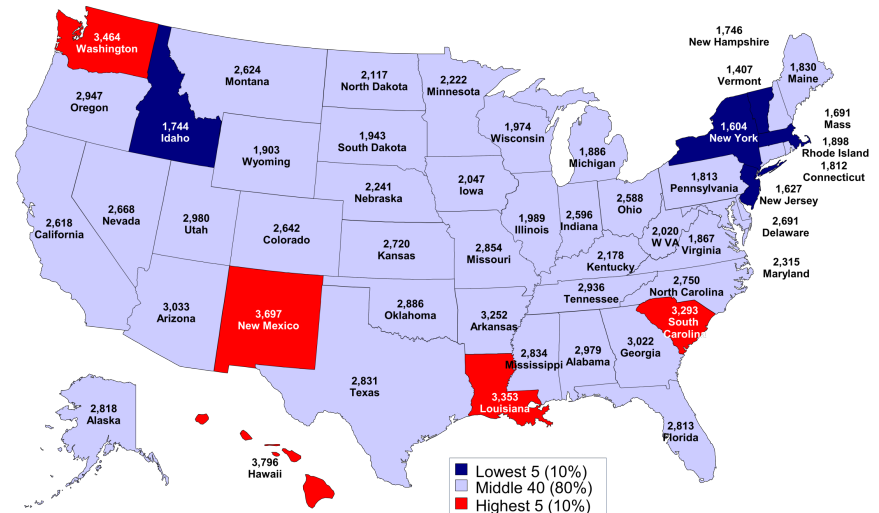 3,464
Washington
2,947
Oregon
1,744
Idaho
2,624
Montana
2,117
North Dakota
2,222
Minnesota
1,746
New Hampshire
1,407
Vermont
1,830
Maine
1,691
Mass
1,898
Rhode Island
1,812
Connecticut
1,627
New Jersey
2,691
Delaware
2,315
Maryland
1,903
Wyoming
1,943
South Dakota
1,974
Wisconsin
1,886
Michigan
1,604
New York
1,813
Pennsylvania
2,618
California
2,668
Nevada
2,980
Utah
2,642
Colorado
2,241
Nebraska
2,047
Iowa
1,989
Illinois
2,596
Indiana
2,588
Ohio
2,020
W VA
1,867
Virginia
2,720
Kansas
2,854
Missouri
2,178
Kentucky
2,936
Tennessee
2,750
North Carolina
3,033
Arizona
3,697
New Mexico
2,886
Oklahoma
3,252
Arkansas
3,293
South
Carolina
2,834
Mississippi
2,979
Alabama
3,022
Georgia
2,831
Texas
3,353
Louisiana
2,813
Florida
2,818
Alaska
3,796
Hawaii
Lowest 5 (10%)
Middle 40 (80%)
Highest 5 (10%)